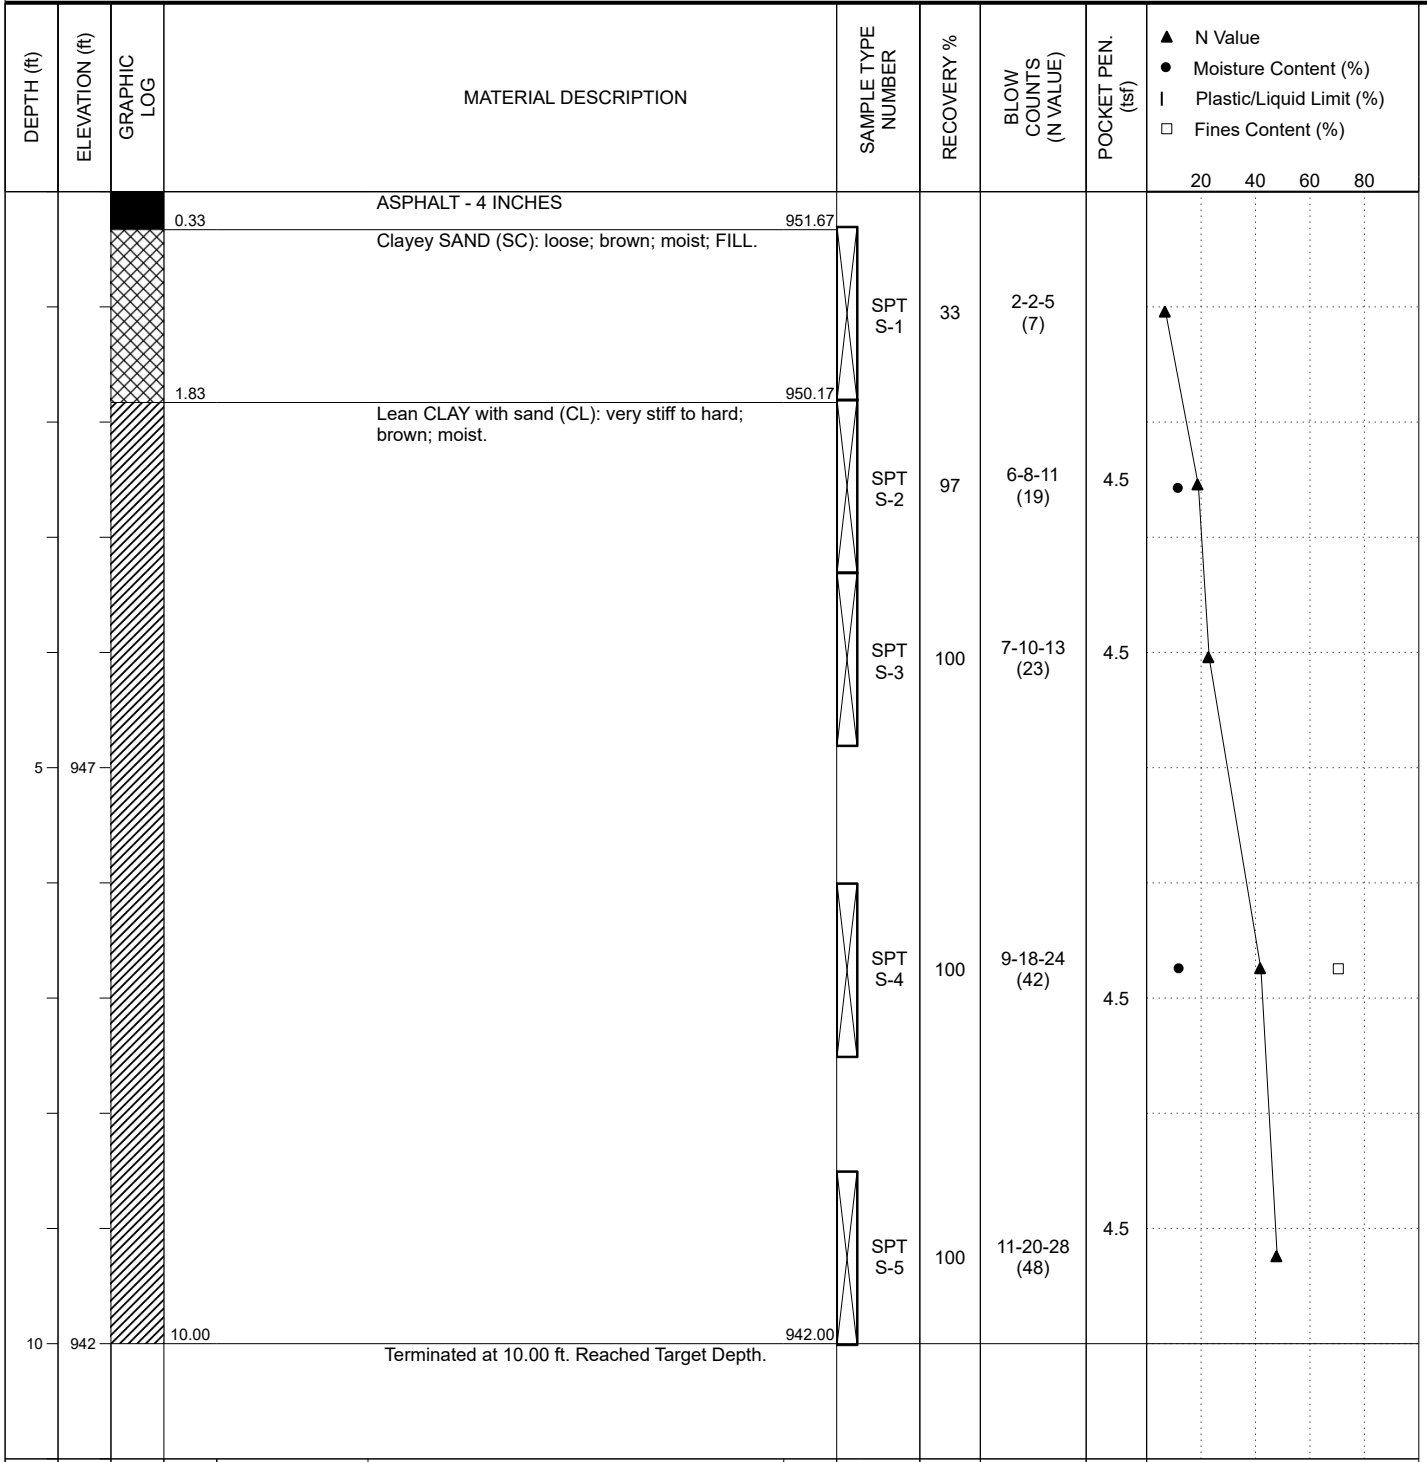 DEPTH (ft)
ELEVATION (ft)
GRAPHIC
LOG
MATERIAL DESCRIPTION
SAMPLE TYPE
NUMBER
RECOVERY %
BLOW
COUNTS
(N VALUE)
POCKET PEN.
(tsf)
N Value
Moisture Content (%)
Plastic/Liquid Limit (%)
Fines Content (%)
20 40 60 80
ASPHALT - 4 INCHES
0.33 951.67
Clayey SAND (SC): loose; brown; moist; FILL.
SPT
S-1
33
2-2-5
(7)
1.83 950.17
Lean CLAY with sand (CL): very stiff to hard;
brown; moist.
SPT
S-2
97
6-8-11
(19)
4.5
SPT
S-3
100
7-10-13
(23)
4.5
5 947
SPT
S-4
100
9-18-24
(42)
4.5
SPT
S-5
100
11-20-28
(48)
4.5
10 942 10.00 942.00
Terminated at 10.00 ft. Reached Target Depth.